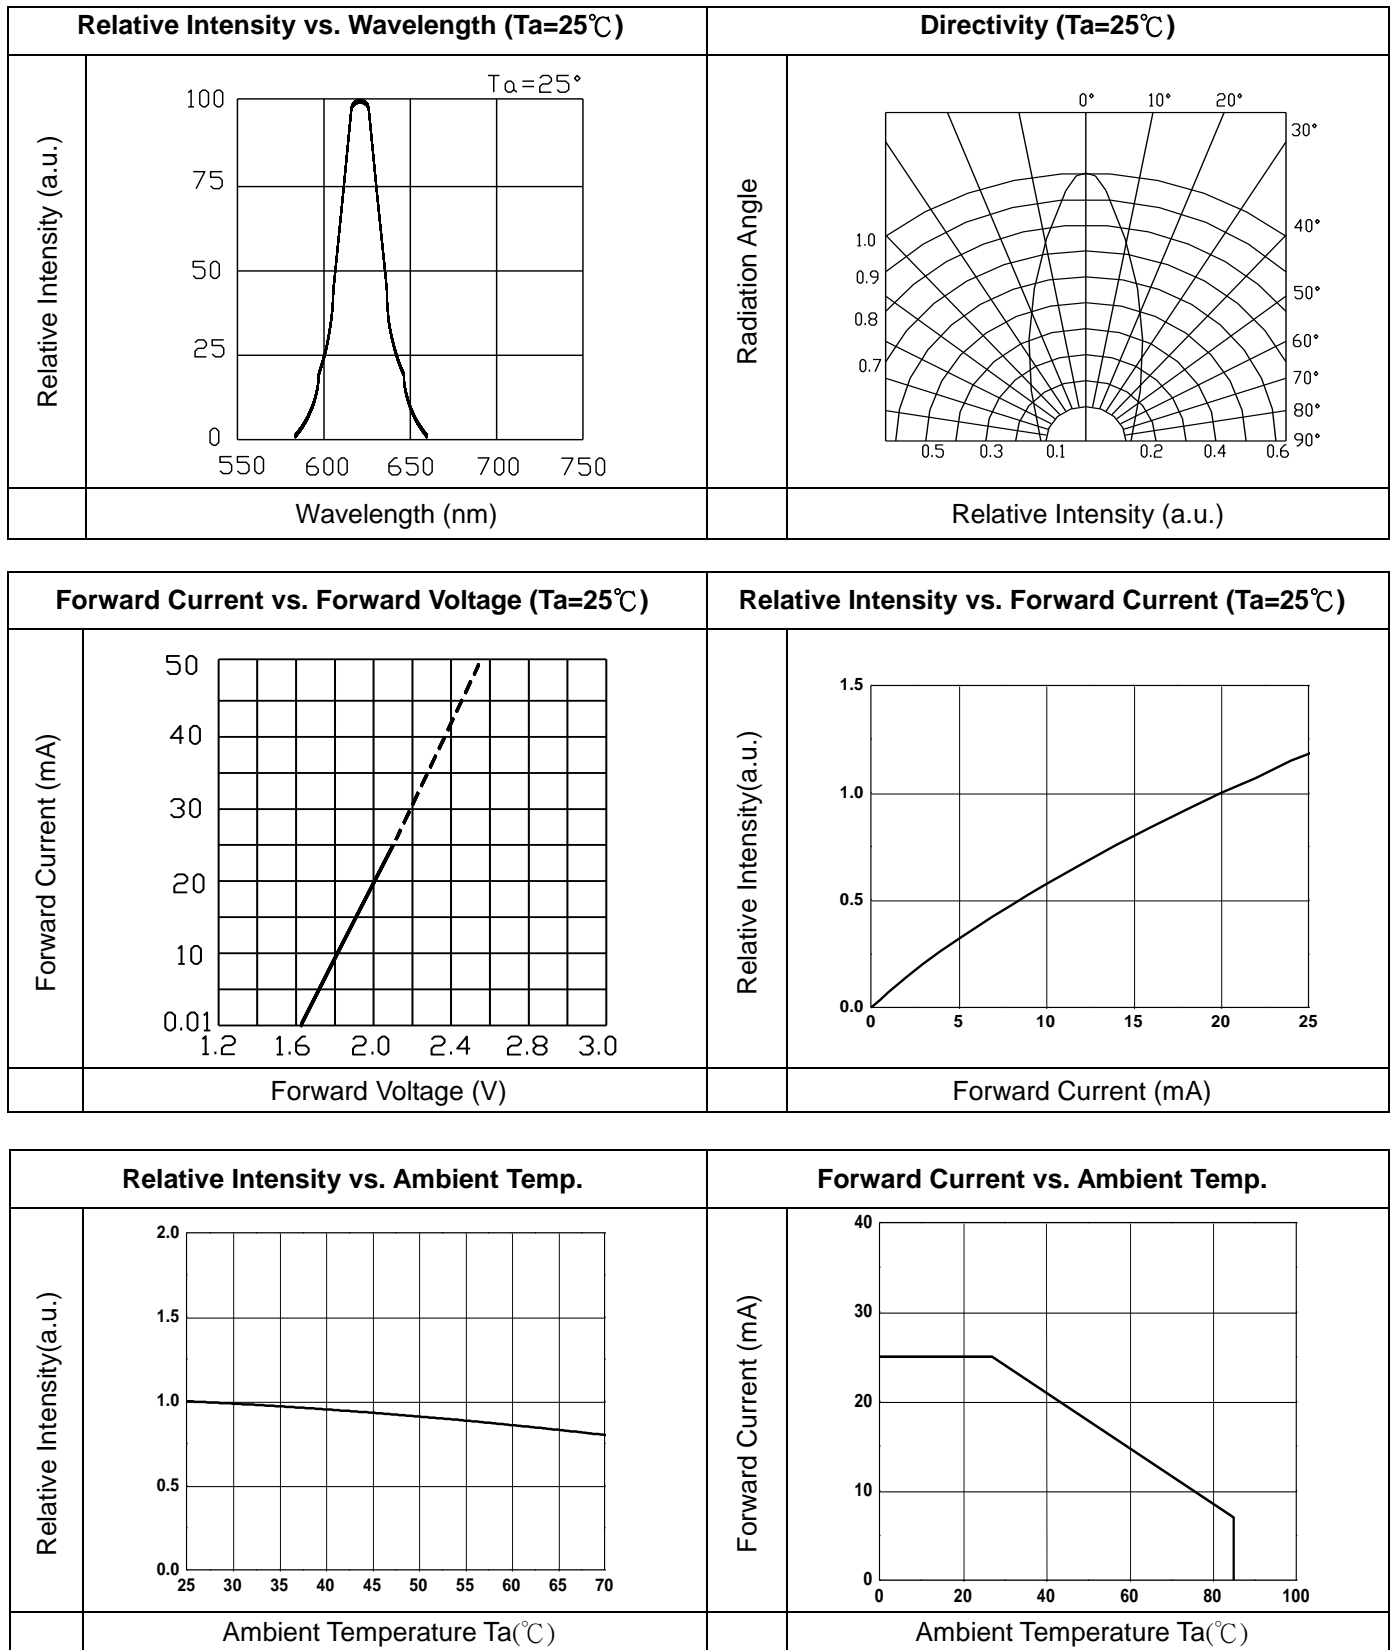 Relative Intensity vs. Wavelength (Ta=25℃)
Directivity (Ta=25℃)
Relative Intensity (a.u.)
Ta=25°
100
75
50
25
0
550 600 650 700 750
Wavelength (nm)
Radiation Angle
0° 10° 20°
30°
40°
50°
60°
70°
80°
90°
1.0
0.9
0.8
0.7
0.5 0.3 0.1 0.2 0.4 0.6
Relative Intensity (a.u.)
Forward Current vs. Forward Voltage (Ta=25℃)
Relative Intensity vs. Forward Current (Ta=25℃)
Forward Current (mA)
50
40
30
20
10
0.01
1.2 1.6 2.0 2.4 2.8 3.0
Forward Voltage (V)
Relative Intensity(a.u.)
1.5
1.0
0.5
0.0
0 5 10 15 20 25
Forward Current (mA)
Relative Intensity vs. Ambient Temp.
Forward Current vs. Ambient Temp.
Relative Intensity(a.u.)
2.0
1.5
1.0
0.5
0.0
25 30 35 40 45 50 55 60 65 70
Ambient Temperature Ta(℃)
Forward Current (mA)
40
30
20
10
0
0 20 40 60 80 100
Ambient Temperature Ta(℃)